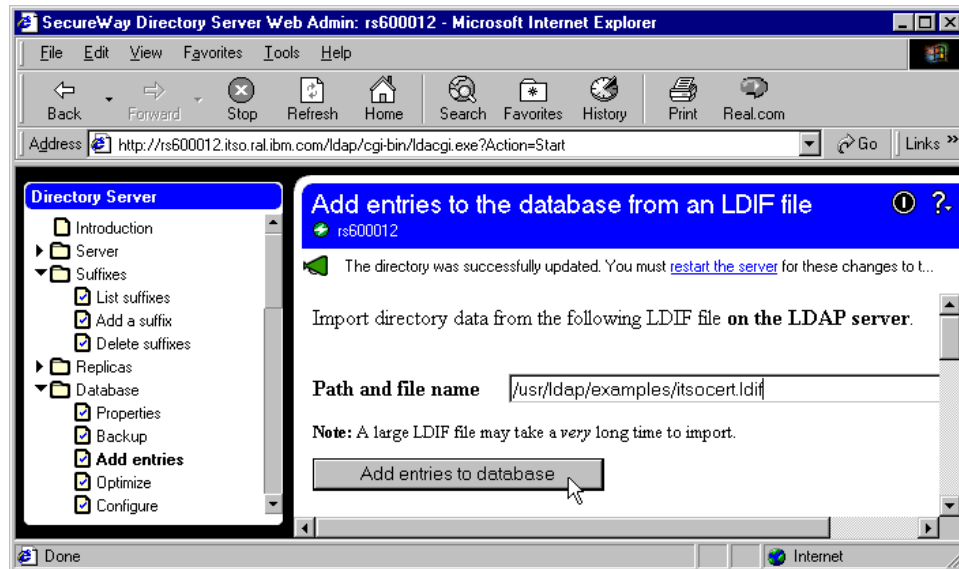 SecureWay Directory Server Web Admin: rs600012 - Microsoft Internet Explorer
File Edit View Favorites Tools Help
Back Forward Stop Refresh Home Search Favorites History Print Real.com
Address http://rs600012.itso.ral.ibm.com/ldap/cgi-bin/ldacgi.exe?Action=Start Go Links »
Directory Server
Introduction
Server
Suffixes
List suffixes
Add a suffix
Delete suffixes
Replicas
Database
Properties
Backup
Add entries
Optimize
Configure
Add entries to the database from an LDIF file
rs600012
The directory was successfully updated. You must restart the server for these changes to t...
Import directory data from the following LDIF file on the LDAP server.
Path and file name /usr/ldap/examples/itsocert.ldif
Note: A large LDIF file may take a very long time to import.
Add entries to database
Done Internet